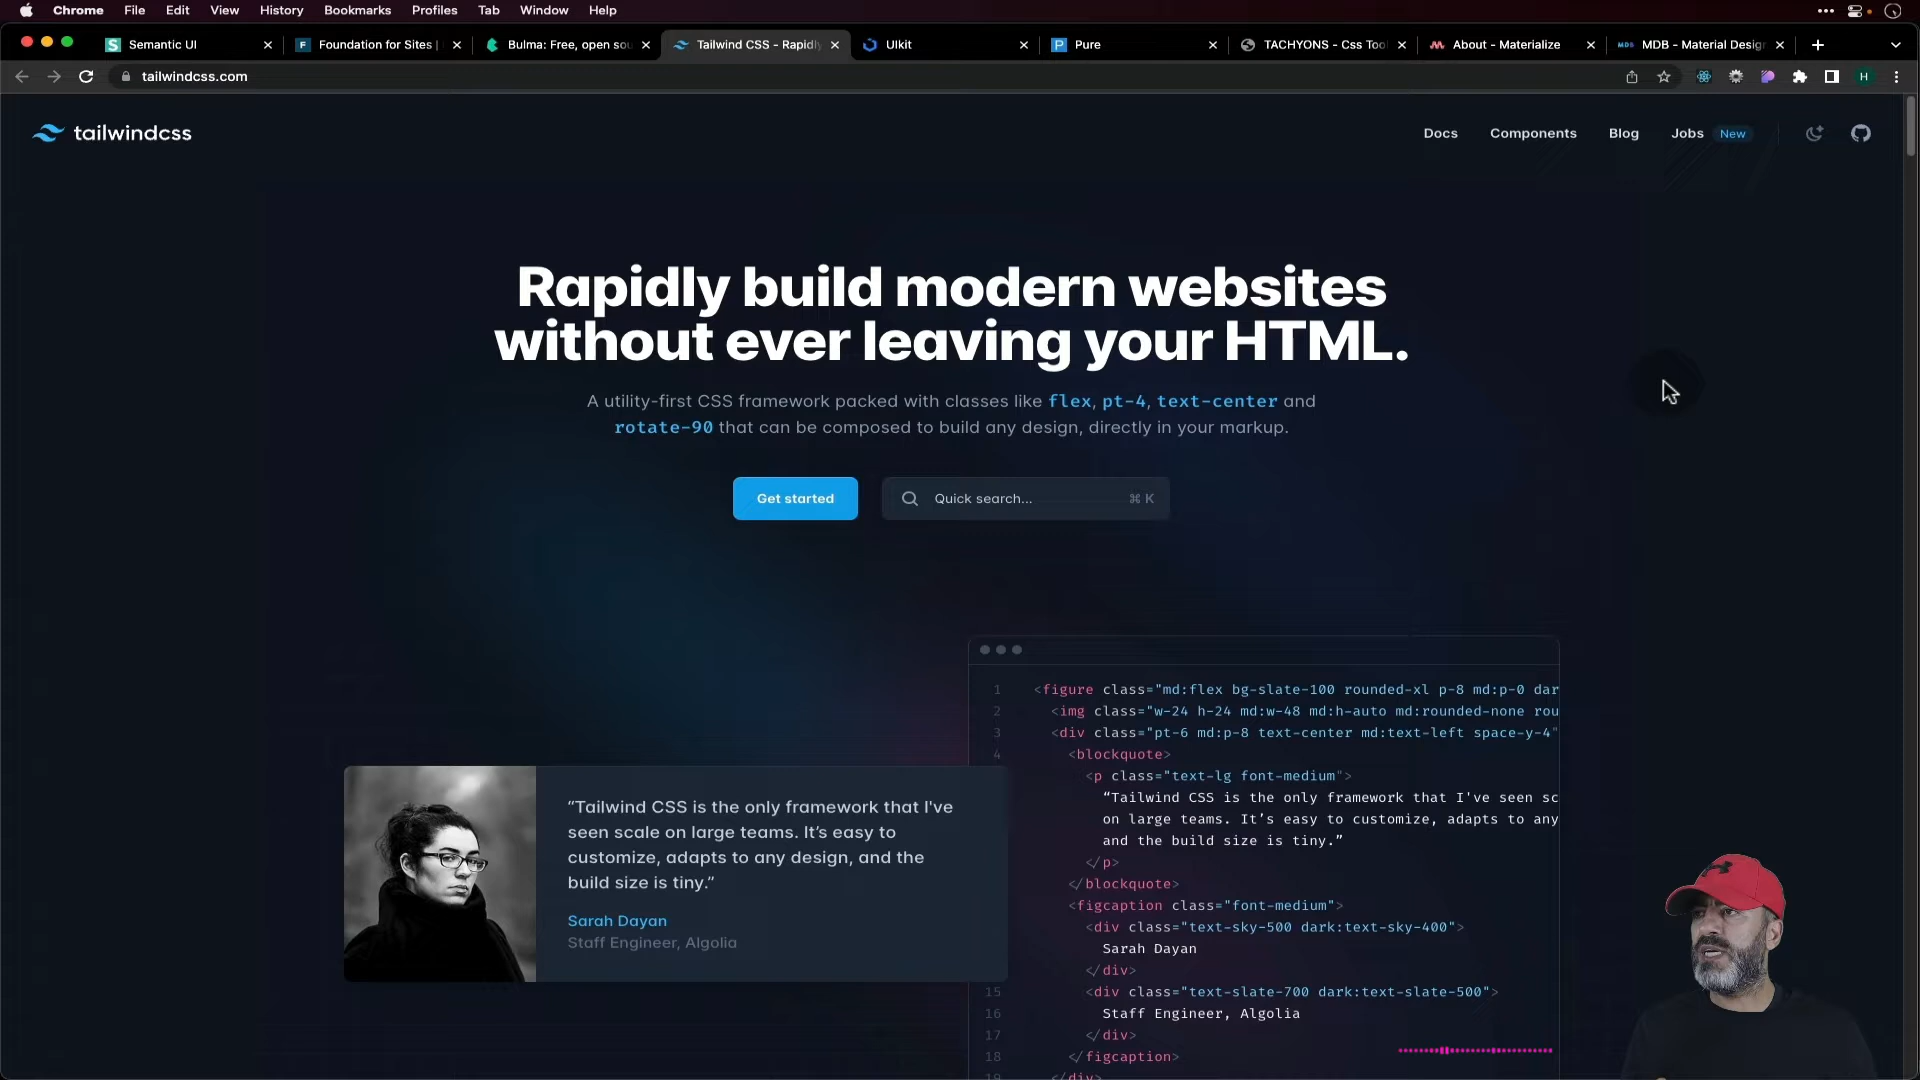 Chrome File Edit View History Bookmarks Profiles Tab Window Help
Semantic UI
Foundation for Sites |
Bulma: Free, open sou
Tailwind CSS - Rapidly
UIkit
Pure
TACHYONS - Css Tool
About - Materialize
MDB - Material Design
tailwindcss.com
H
tailwindcss
Docs Components Blog Jobs New
Rapidly build modern websites
without ever leaving your HTML.
A utility-first CSS framework packed with classes like flex, pt-4, text-center and
rotate-90 that can be composed to build any design, directly in your markup.
Get started
Quick search... ⌘ K
1 <figure class="md:flex bg-slate-100 rounded-xl p-8 md:p-0 dar
2 <img class="w-24 h-24 md:w-48 md:h-auto md:rounded-none rou
3 <div class="pt-6 md:p-8 text-center md:text-left space-y-4"
4 <blockquote>
<p class="text-lg font-medium">
“Tailwind CSS is the only framework that I've seen sc
on large teams. It’s easy to customize, adapts to any
and the build size is tiny.”
</p>
</blockquote>
<figcaption class="font-medium">
<div class="text-sky-500 dark:text-sky-400">
Sarah Dayan
</div>
15 <div class="text-slate-700 dark:text-slate-500">
16 Staff Engineer, Algolia
17 </div>
18 </figcaption>
19 </div>
“Tailwind CSS is the only framework that I've
seen scale on large teams. It’s easy to
customize, adapts to any design, and the
build size is tiny.”
Sarah Dayan
Staff Engineer, Algolia